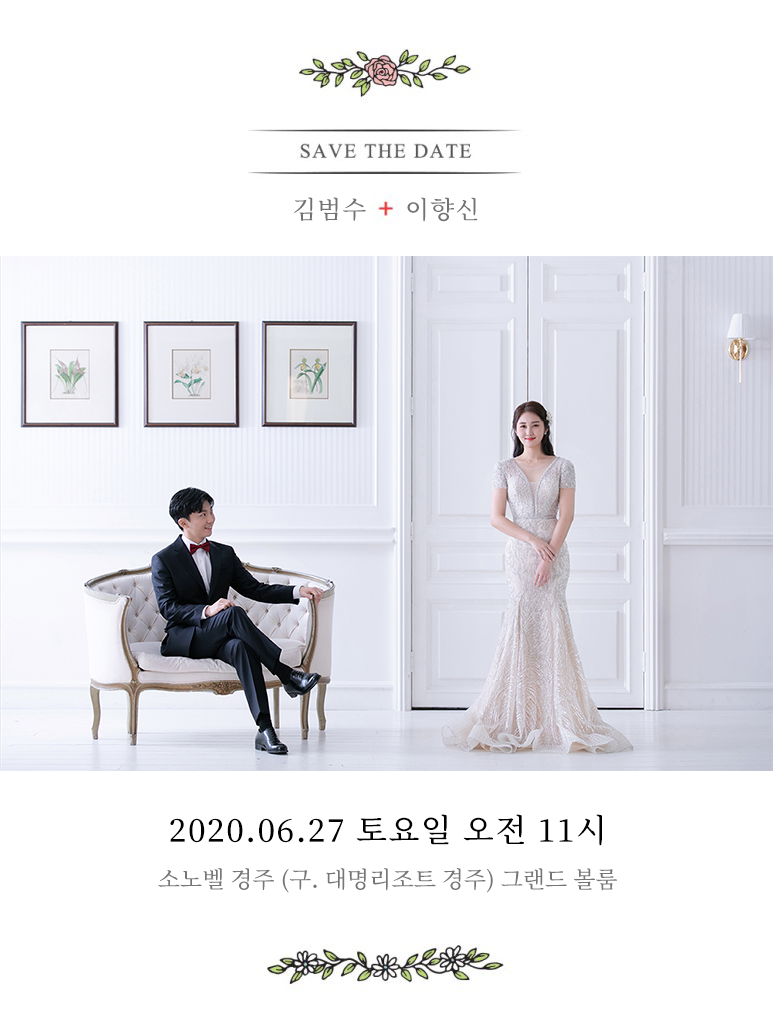 SAVE THE DATE
김범수 + 이향신
2020.06.27 토요일 오전 11시
소노벨 경주 (구. 대명리조트 경주) 그랜드 볼룸